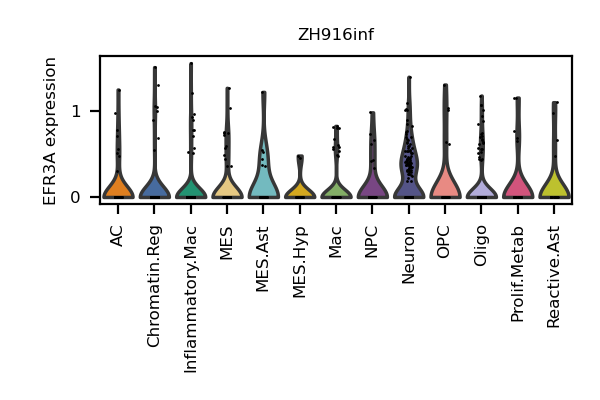 ZH916inf
EFR3A expression
1
0
AC
Chromatin.Reg
Inflammatory.Mac
MES
MES.Ast
MES.Hyp
Mac
NPC
Neuron
OPC
Oligo
Prolif.Metab
Reactive.Ast